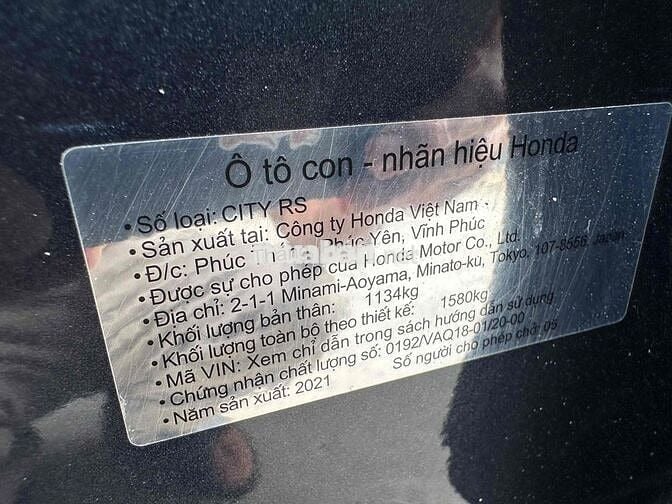 Ô tô con - nhãn hiệu Honda
• Số loại: CITY RS
• Sản xuất tại: Công ty Honda Việt Nam -
• Đ/c: Phúc Yên, Vĩnh Phúc
• Được sự cho phép của Honda Motor Co., Ltd.
• Địa chỉ: 2-1-1 Minami-Aoyama, Minato-ku, Tokyo, 107-8556, Japan
• Khối lượng bản thân: 1134kg
• Khối lượng toàn bộ theo thiết kế: 1580kg
• Mã VIN: Xem chỉ dẫn trong sách hướng dẫn sử dụng
• Chứng nhận chất lượng số: 0192/VAQ18-01/20-00
• Năm sản xuất: 2021 Số người cho phép chở: 05